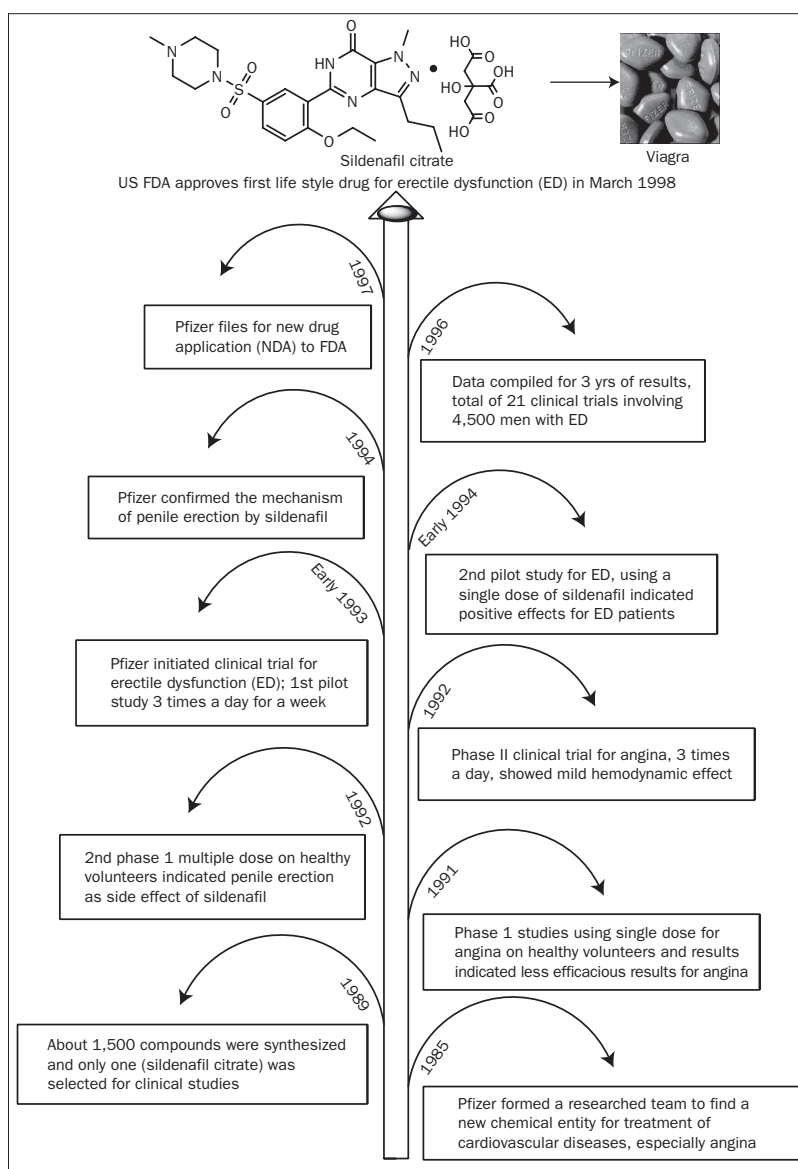 N
N
S
O
O
HN
O
N
N
N
O
HO
O
OH
HO
O
HO
O
Sildenafil citrate
PFIZER
PFIZER
Viagra
US FDA approves first life style drug for erectile dysfunction (ED) in March 1998
1997
Pfizer files for new drug
application (NDA) to FDA
1996
Data compiled for 3 yrs of results,
total of 21 clinical trials involving
4,500 men with ED
1994
Pfizer confirmed the mechanism
of penile erection by sildenafil
Early 1994
2nd pilot study for ED, using a
single dose of sildenafil indicated
positive effects for ED patients
Early 1993
Pfizer initiated clinical trial for
erectile dysfunction (ED); 1st pilot
study 3 times a day for a week
1992
Phase II clinical trial for angina, 3 times
a day, showed mild hemodynamic effect
1992
2nd phase 1 multiple dose on healthy
volunteers indicated penile erection
as side effect of sildenafil
1991
Phase 1 studies using single dose for
angina on healthy volunteers and results
indicated less efficacious results for angina
1989
About 1,500 compounds were synthesized
and only one (sildenafil citrate) was
selected for clinical studies
1985
Pfizer formed a researched team to find a
new chemical entity for treatment of
cardiovascular diseases, especially angina